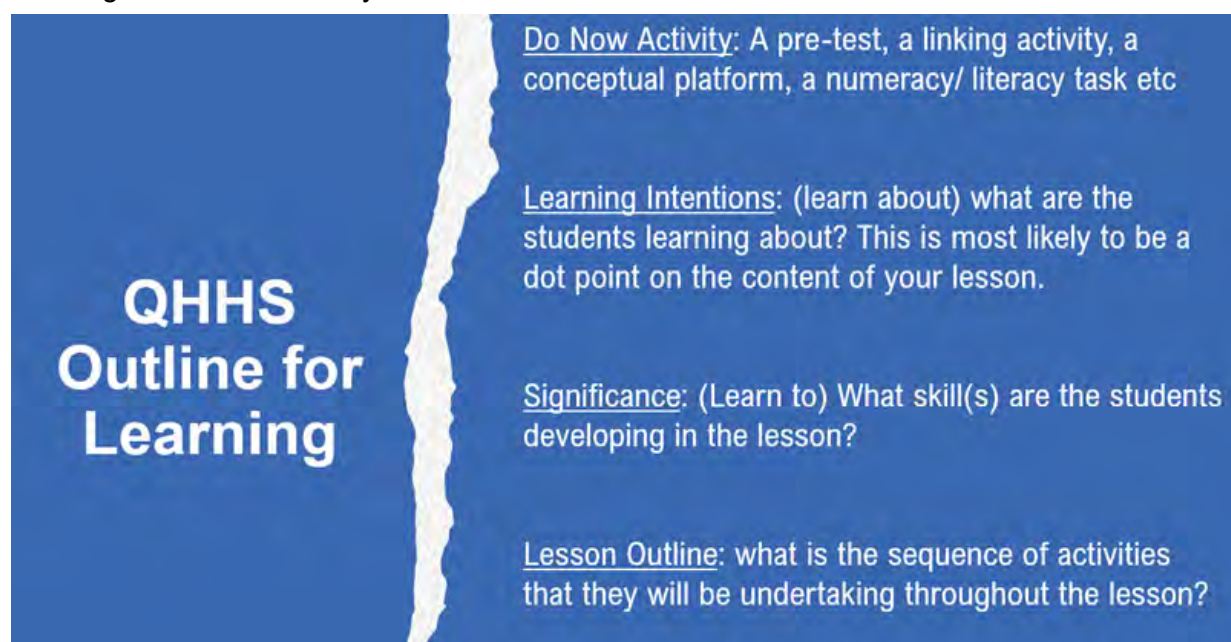 QHHS
Outline for
Learning
Do Now Activity: A pre-test, a linking activity, a
conceptual platform, a numeracy/ literacy task etc
Learning Intentions: (learn about) what are the
students learning about? This is most likely to be a
dot point on the content of your lesson.
Significance: (Learn to) What skill(s) are the students
developing in the lesson?
Lesson Outline: what is the sequence of activities
that they will be undertaking throughout the lesson?